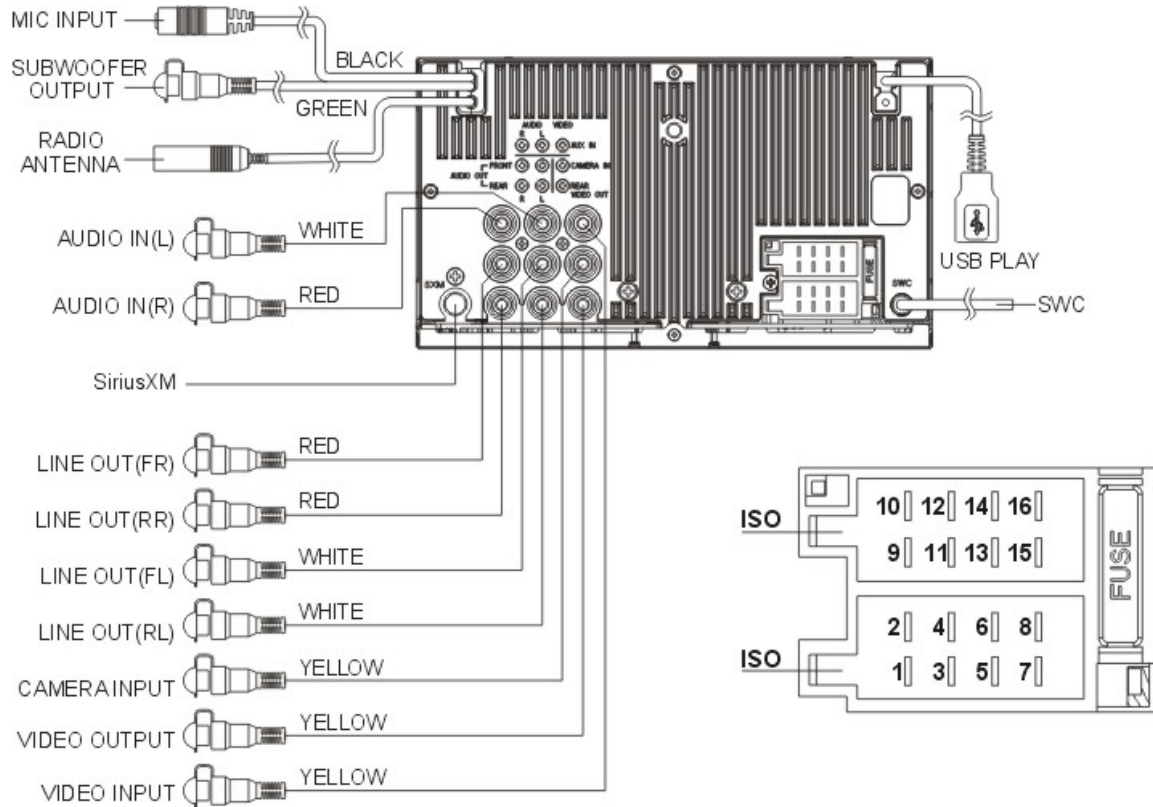 MIC INPUT
BLACK
SUBWOOFER
OUTPUT
GREEN
RADIO
ANTENNA
AUDIO VIDEO
R L
AUX IN
FRONT
CAMERA IN
AUDIO OUT
REAR
REAR
VIDEO OUT
R L
AUDIO IN(L)
WHITE
AUDIO IN(R)
RED
SXM
FUSE
SWC
USB PLAY
SWC
SiriusXM
LINE OUT(FR)
RED
LINE OUT(RR)
RED
LINE OUT(FL)
WHITE
LINE OUT(RL)
WHITE
CAMERA INPUT
YELLOW
VIDEO OUTPUT
YELLOW
VIDEO INPUT
YELLOW
ISO
10 12 14 16
9 11 13 15
FUSE
ISO
2 4 6 8
1 3 5 7